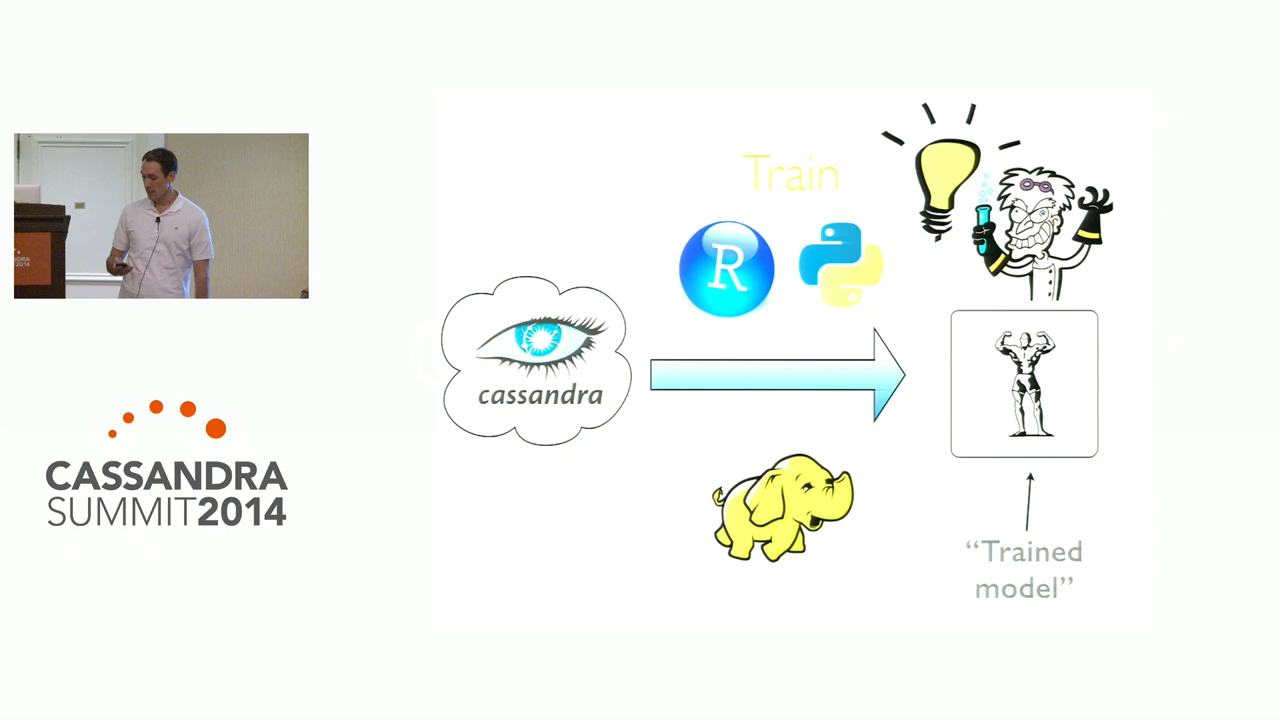 Train
R
cassandra
"Trained
model"
CASSANDRA
SUMMIT2014